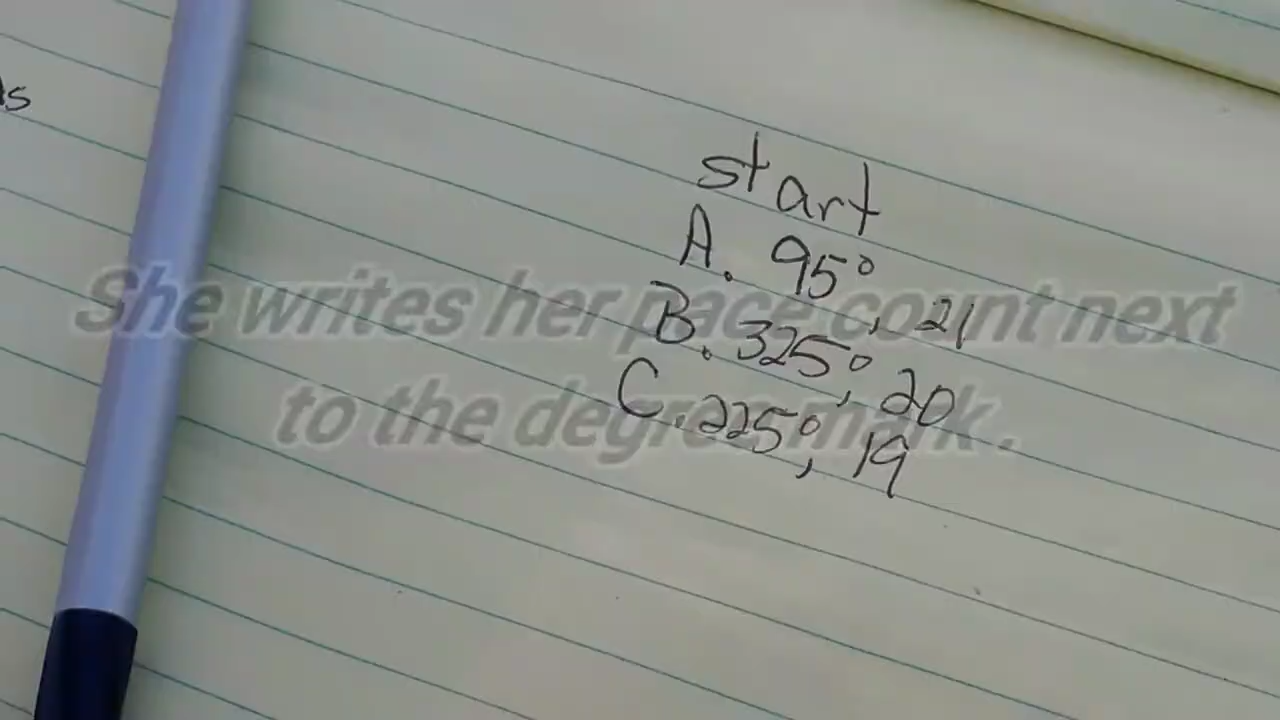 s
start
A. 95°
B. 325°, 21
C. 225°, 20
, 19
She writes her pace count next
to the degree mark .